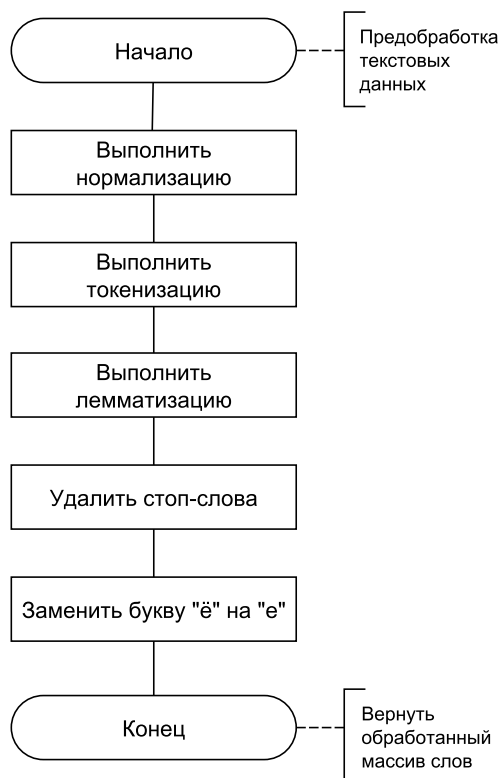 Начало
Предобработка
текстовых
данных
Выполнить
нормализацию
Выполнить
токенизацию
Выполнить
лемматизацию
Удалить стоп-слова
Заменить букву "ё" на "е"
Конец
Вернуть
обработанный
массив слов